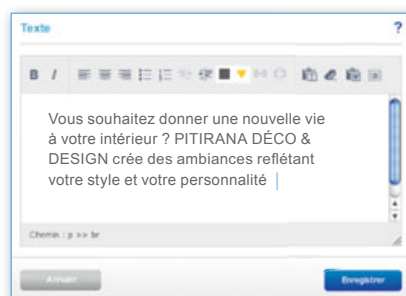 Texte ?
B I
Vous souhaitez donner une nouvelle vie
à votre intérieur ? PITIRANA DÉCO &
DESIGN crée des ambiances reflétant
votre style et votre personnalité
Chemin : p >> br
Annuler Enregistrer